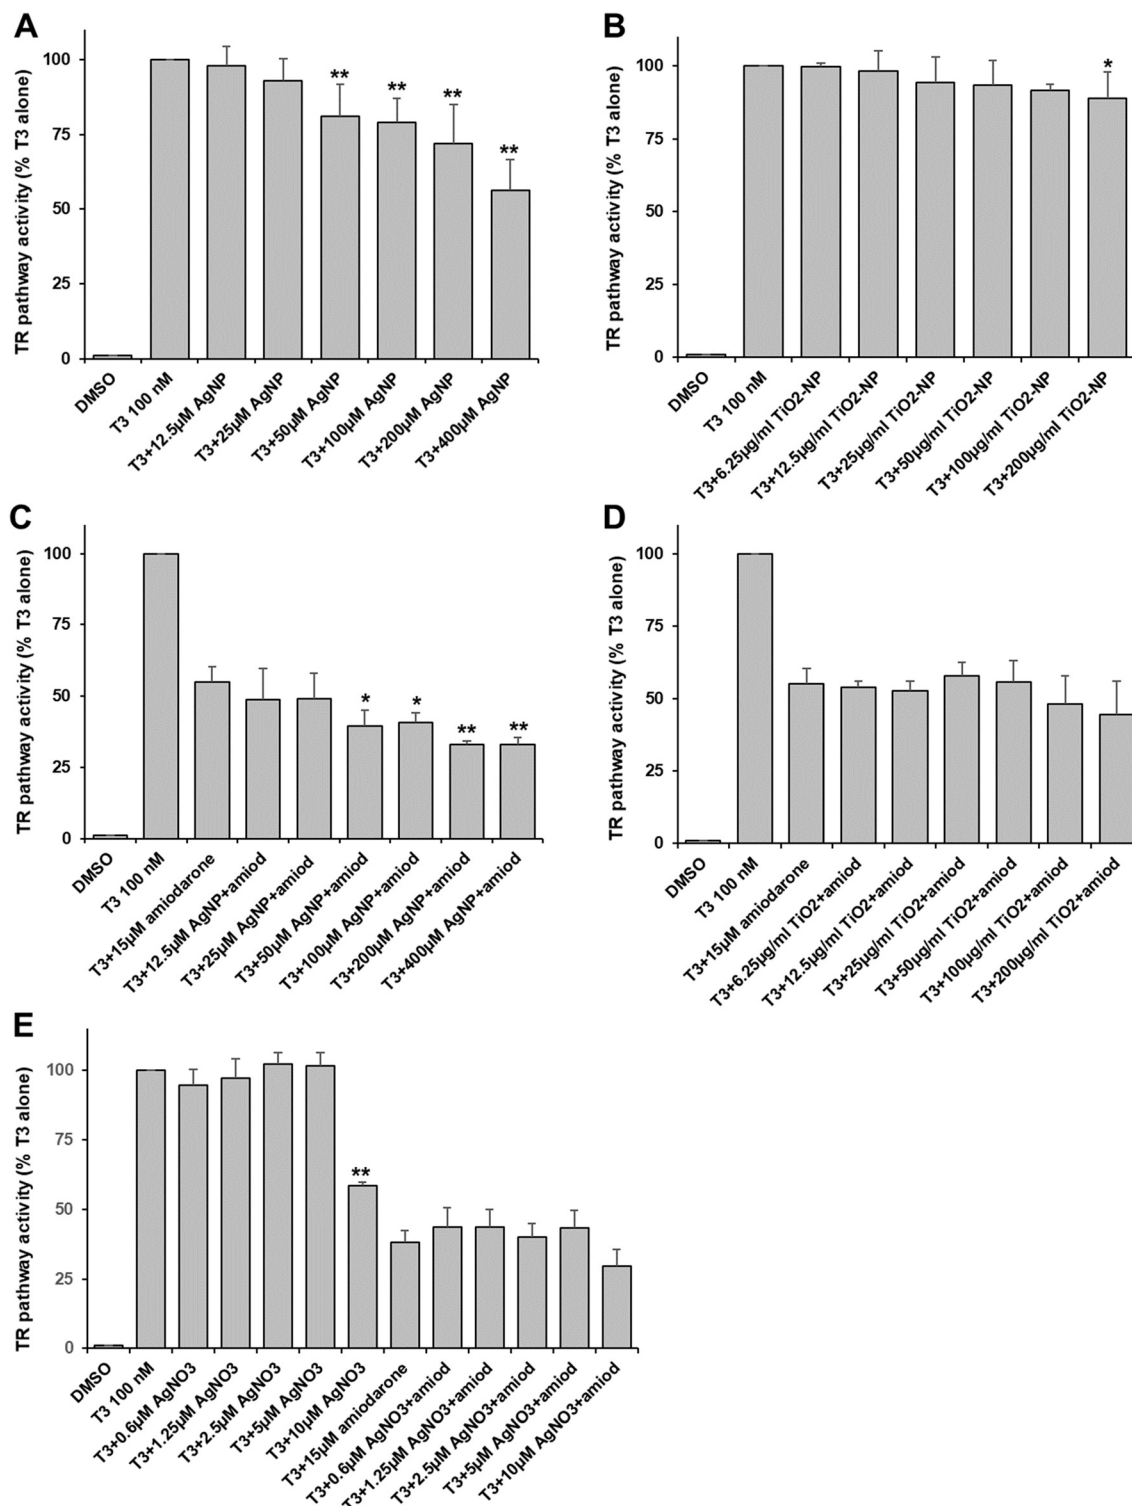 A
TR pathway activity (% T3 alone)
100
75
50
25
0
**
**
**
**
DMSO
T3 100 nM
T3+12.5µM AgNP
T3+25µM AgNP
T3+50µM AgNP
T3+100µM AgNP
T3+200µM AgNP
T3+400µM AgNP
B
TR pathway activity (% T3 alone)
100
75
50
25
0
*
DMSO
T3 100 nM
T3+6.25µg/ml TiO2-NP
T3+12.5µg/ml TiO2-NP
T3+25µg/ml TiO2-NP
T3+50µg/ml TiO2-NP
T3+100µg/ml TiO2-NP
T3+200µg/ml TiO2-NP
C
TR pathway activity (% T3 alone)
100
75
50
25
0
*
*
**
**
DMSO
T3 100 nM
T3+15µM amiodarone
T3+12.5µM AgNP+amiod
T3+25µM AgNP+amiod
T3+50µM AgNP+amiod
T3+100µM AgNP+amiod
T3+200µM AgNP+amiod
T3+400µM AgNP+amiod
D
TR pathway activity (% T3 alone)
100
75
50
25
0
DMSO
T3 100 nM
T3+15µM amiodarone
T3+6.25µg/ml TiO2+amiod
T3+12.5µg/ml TiO2+amiod
T3+25µg/ml TiO2+amiod
T3+50µg/ml TiO2+amiod
T3+100µg/ml TiO2+amiod
T3+200µg/ml TiO2+amiod
E
TR pathway activity (% T3 alone)
100
75
50
25
0
**
DMSO
T3 100 nM
T3+0.6µM AgNO3
T3+1.25µM AgNO3
T3+2.5µM AgNO3
T3+5µM AgNO3
T3+10µM AgNO3
T3+15µM amiodarone
T3+0.6µM AgNO3+amiod
T3+1.25µM AgNO3+amiod
T3+2.5µM AgNO3+amiod
T3+5µM AgNO3+amiod
T3+10µM AgNO3+amiod